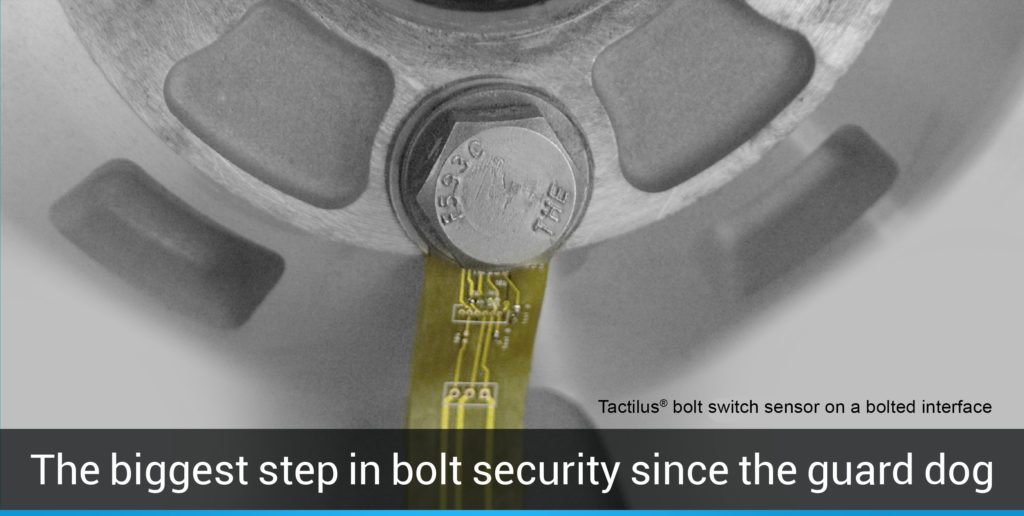 F593C
THE
Tactilus® bolt switch sensor on a bolted interface
The biggest step in bolt security since the guard dog